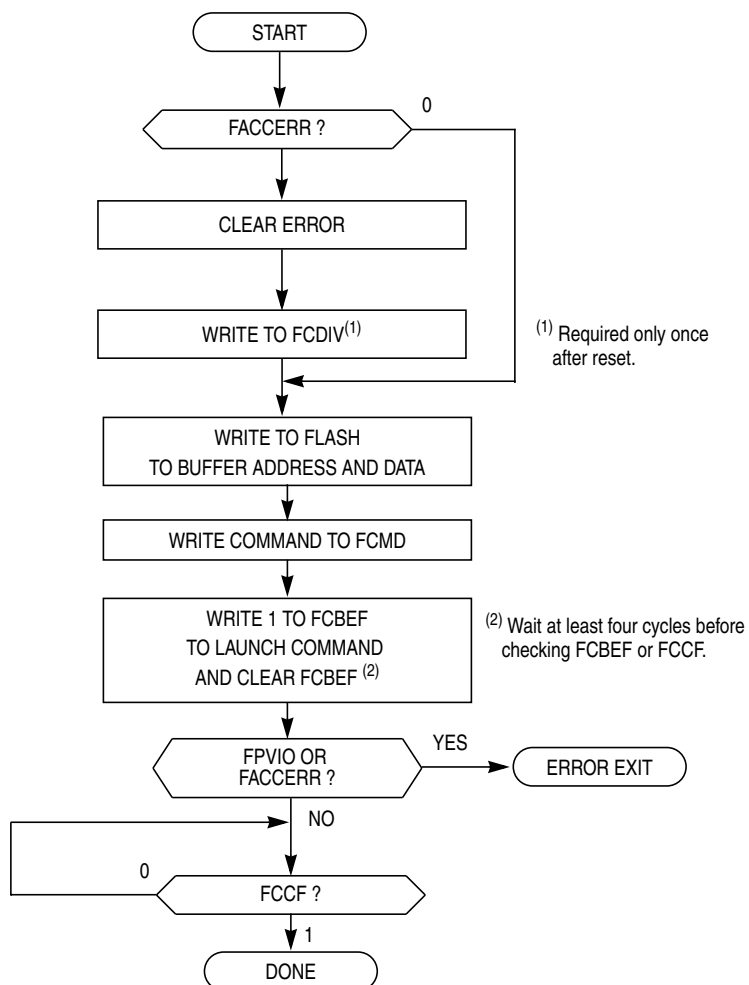 START
0
FACCERR ?
CLEAR ERROR
WRITE TO FCDIV(1)
(1) Required only once
after reset.
WRITE TO FLASH
TO BUFFER ADDRESS AND DATA
WRITE COMMAND TO FCMD
WRITE 1 TO FCBEF
TO LAUNCH COMMAND
AND CLEAR FCBEF (2)
(2) Wait at least four cycles before
checking FCBEF or FCCF.
FPVIO OR
FACCERR ?
YES
ERROR EXIT
NO
0
FCCF ?
1
DONE